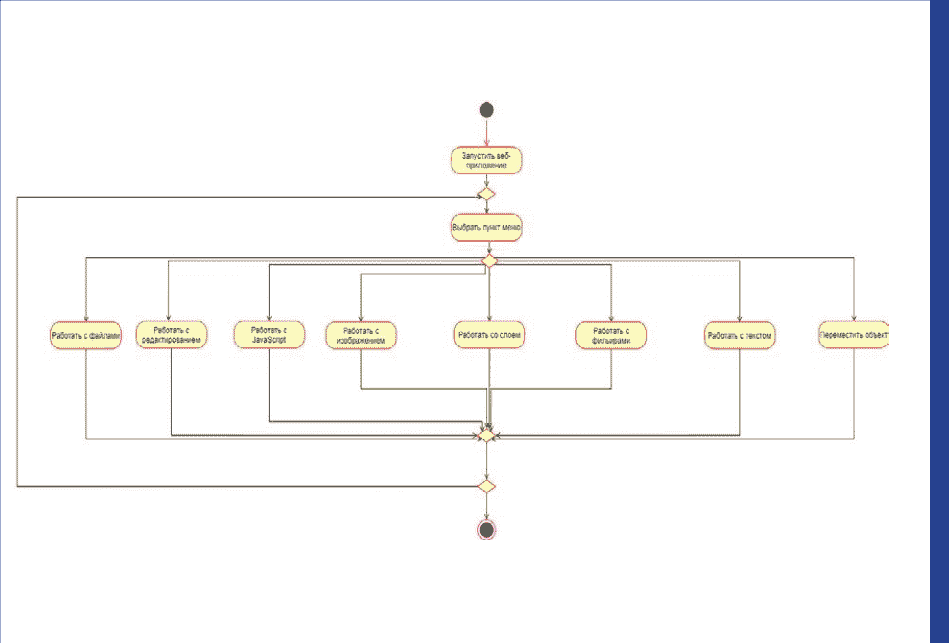 Запустить веб-
приложение
Выбрать пункт меню
Работать с файлами
Работать с
редактированием
Работать с
JavaScript
Работать с
изображением
Работать со слоем
Работать с
фильтрами
Работать с текстом
Переместить объект